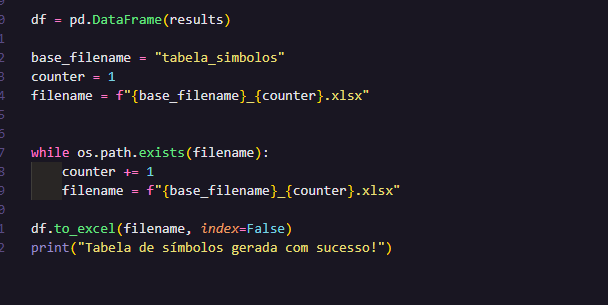 df = pd.DataFrame(results)
base_filename = "tabela_simbolos"
counter = 1
filename = f"{base_filename}_{counter}.xlsx"
while os.path.exists(filename):
    counter += 1
    filename = f"{base_filename}_{counter}.xlsx"
df.to_excel(filename, index=False)
print("Tabela de símbolos gerada com sucesso!")